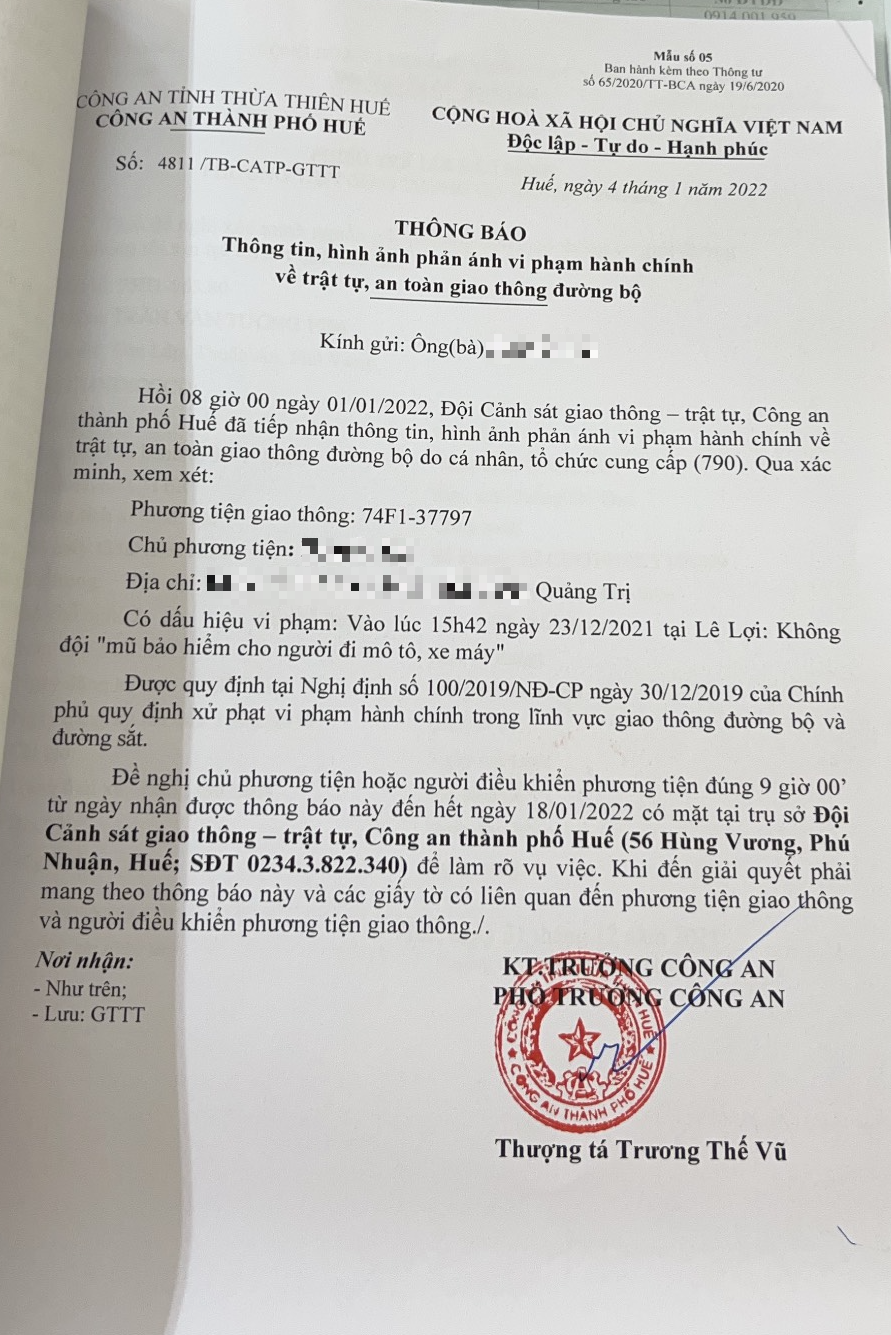 0914 001 959
Mẫu số 05
Ban hành kèm theo Thông tư
số 65/2020/TT-BCA ngày 19/6/2020
CÔNG AN TỈNH THỪA THIÊN HUẾ
CÔNG AN THÀNH PHỐ HUẾ
CỘNG HOÀ XÃ HỘI CHỦ NGHĨA VIỆT NAM
Độc lập - Tự do - Hạnh phúc
Số: 4811 /TB-CATP-GTTT
Huế, ngày 4 tháng 1 năm 2022
THÔNG BÁO
Thông tin, hình ảnh phản ánh vi phạm hành chính
về trật tự, an toàn giao thông đường bộ
Kính gửi: Ông(bà)
Hồi 08 giờ 00 ngày 01/01/2022, Đội Cảnh sát giao thông – trật tự, Công an
thành phố Huế đã tiếp nhận thông tin, hình ảnh phản ánh vi phạm hành chính về
trật tự, an toàn giao thông đường bộ do cá nhân, tổ chức cung cấp (790). Qua xác
minh, xem xét:
Phương tiện giao thông: 74F1-37797
Chủ phương tiện:
Địa chỉ: Quảng Trị
Có dấu hiệu vi phạm: Vào lúc 15h42 ngày 23/12/2021 tại Lê Lợi: Không
đội "mũ bảo hiểm cho người đi mô tô, xe máy"
Được quy định tại Nghị định số 100/2019/NĐ-CP ngày 30/12/2019 của Chính
phủ quy định xử phạt vi phạm hành chính trong lĩnh vực giao thông đường bộ và
đường sắt.
Đề nghị chủ phương tiện hoặc người điều khiển phương tiện đúng 9 giờ 00’
từ ngày nhận được thông báo này đến hết ngày 18/01/2022 có mặt tại trụ sở Đội
Cảnh sát giao thông – trật tự, Công an thành phố Huế (56 Hùng Vương, Phú
Nhuận, Huế; SĐT 0234.3.822.340) để làm rõ vụ việc. Khi đến giải quyết phải
mang theo thông báo này và các giấy tờ có liên quan đến phương tiện giao thông
và người điều khiển phương tiện giao thông./.
Nơi nhận:
- Như trên;
- Lưu: GTTT
KT.TRƯỞNG CÔNG AN
PHÓ TRƯỞNG CÔNG AN
CÔNG AN THÀNH PHỐ HUẾ
Thượng tá Trương Thế Vũ